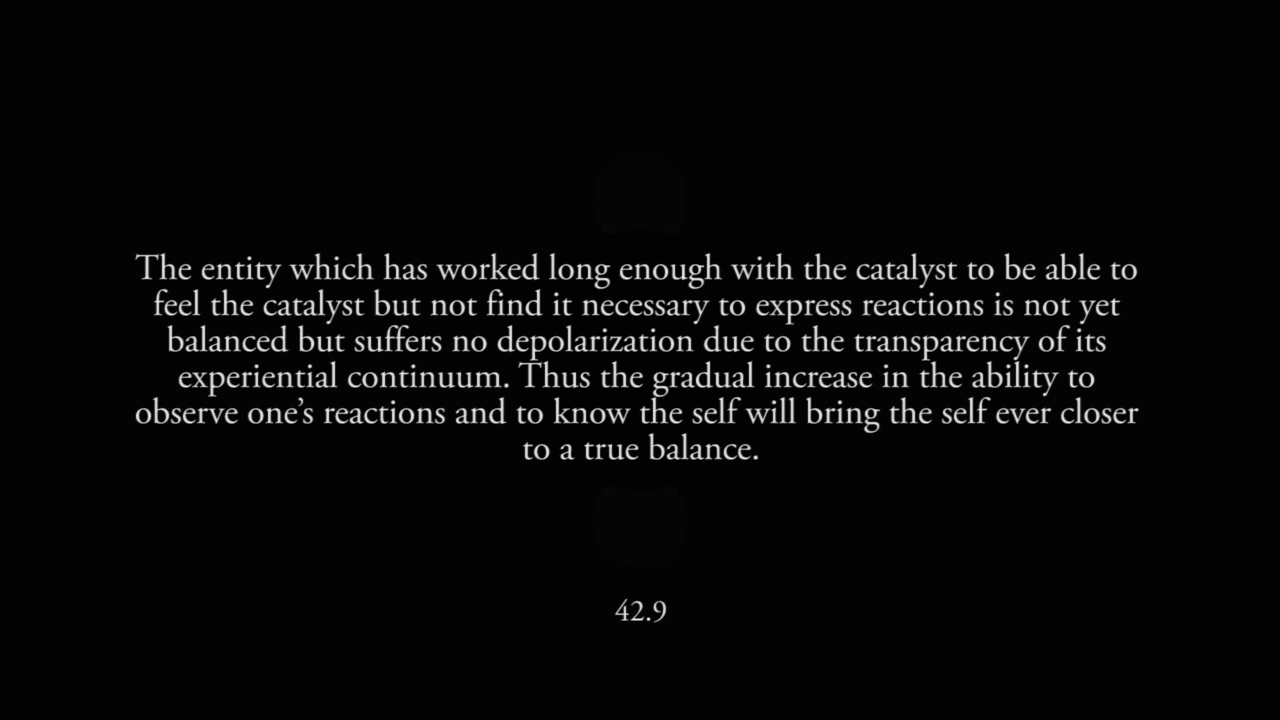 The entity which has worked long enough with the catalyst to be able to
feel the catalyst but not find it necessary to express reactions is not yet
balanced but suffers no depolarization due to the transparency of its
experiential continuum. Thus the gradual increase in the ability to
observe one’s reactions and to know the self will bring the self ever closer
to a true balance.
42.9